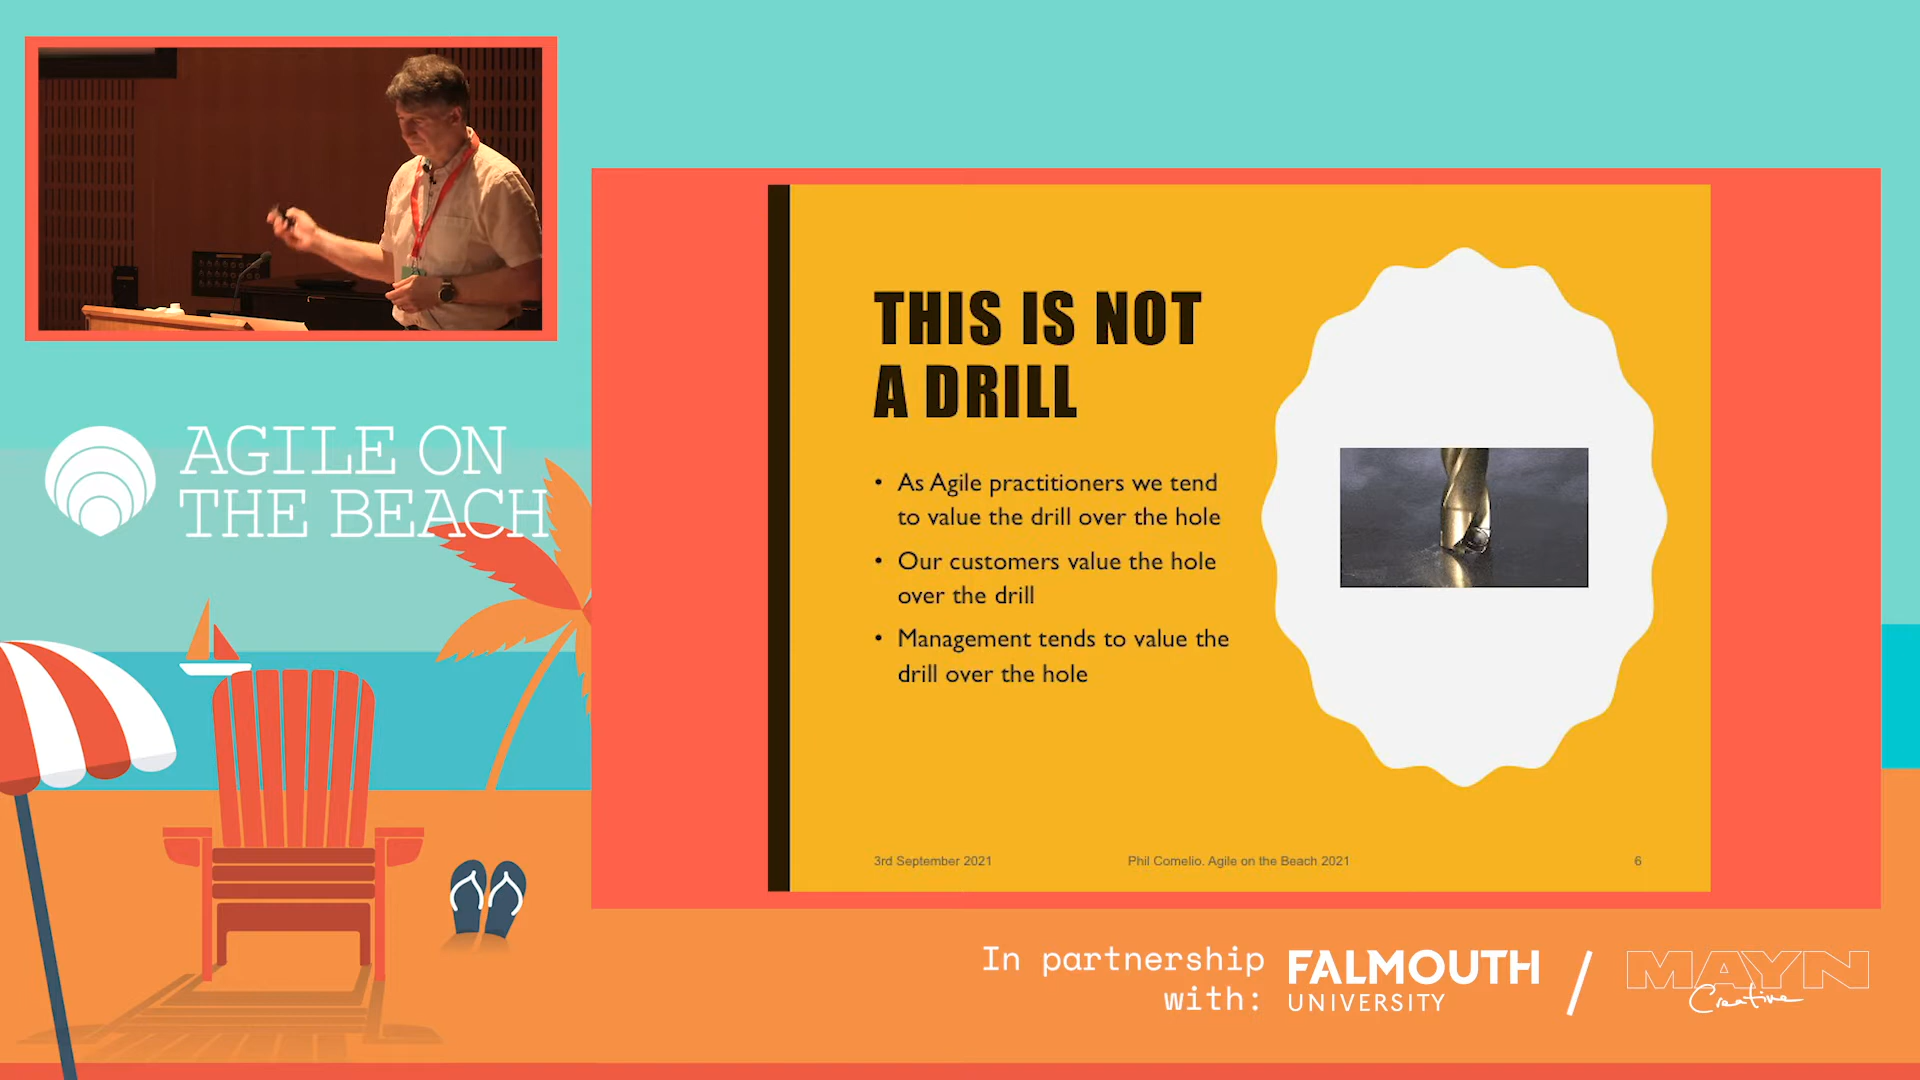 AGILE ON
THE BEACH
THIS IS NOT
A DRILL
• As Agile practitioners we tend
to value the drill over the hole
• Our customers value the hole
over the drill
• Management tends to value the
drill over the hole
3rd September 2021
Phil Comelio. Agile on the Beach 2021
6
In partnership
with:
FALMOUTH
UNIVERSITY
/
MAYN
Creative